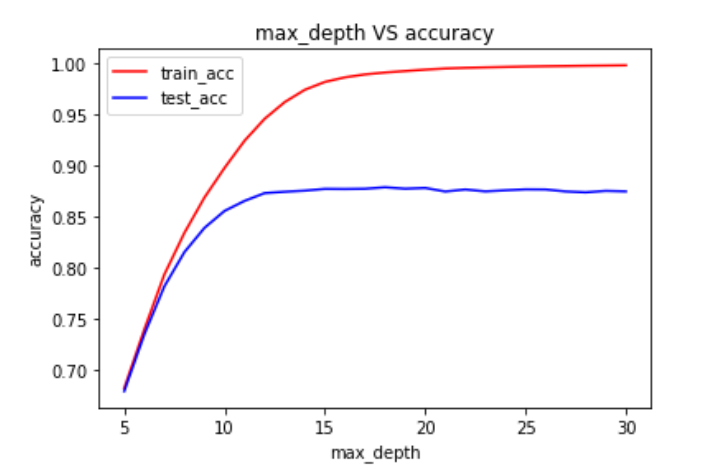 max_depth VS accuracy
train_acc
test_acc
1.00
0.95
0.90
0.85
0.80
0.75
0.70
accuracy
5 10 15 20 25 30
max_depth